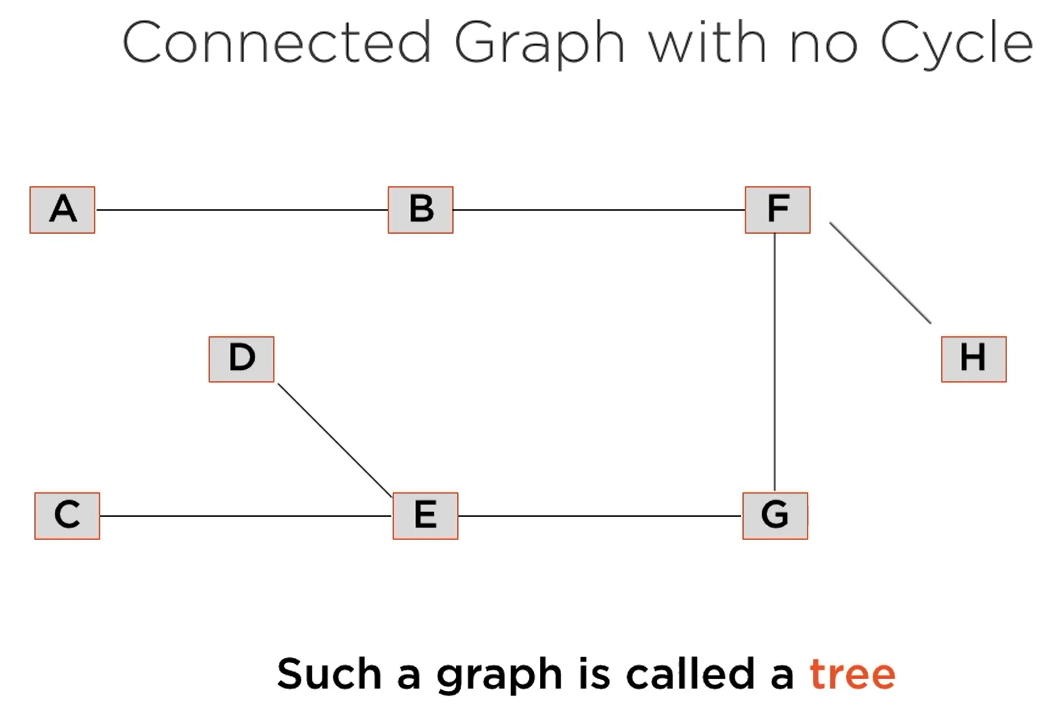 Connected Graph with no Cycle
A B F
D H
C E G
Such a graph is called a tree